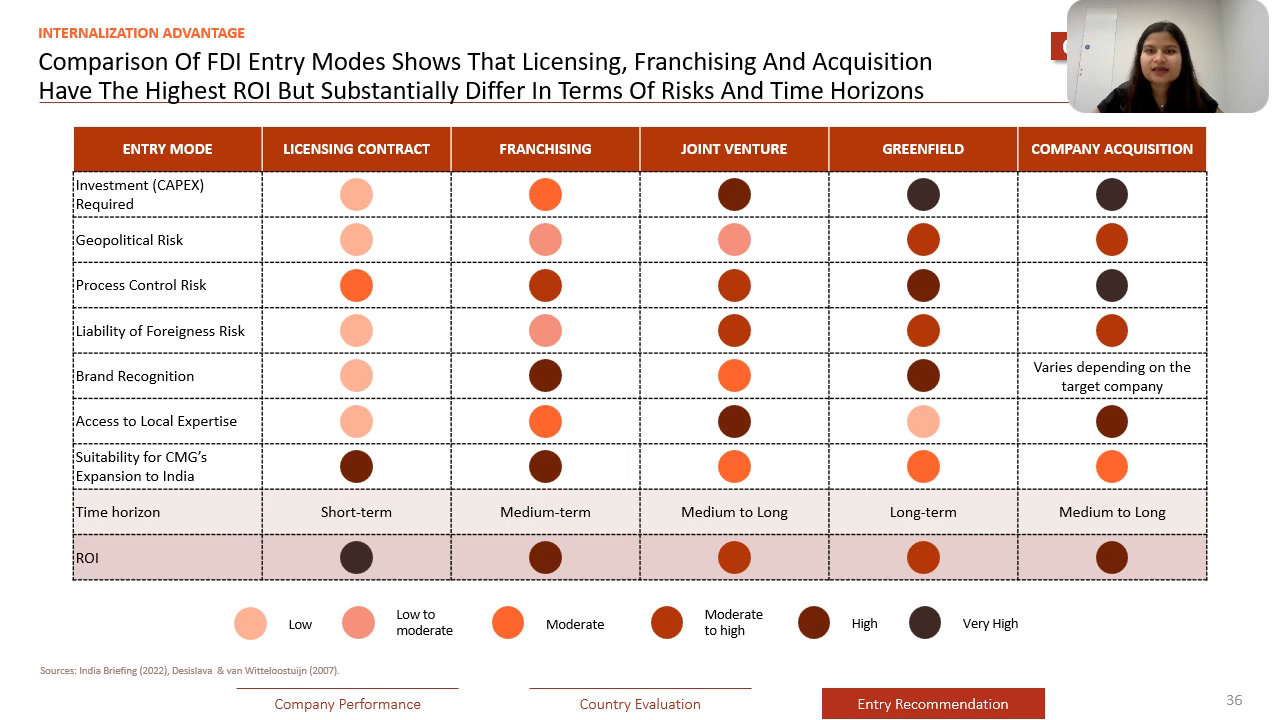 INTERNALIZATION ADVANTAGE
Comparison Of FDI Entry Modes Shows That Licensing, Franchising And Acquisition
Have The Highest ROI But Substantially Differ In Terms Of Risks And Time Horizons
ENTRY MODE LICENSING CONTRACT FRANCHISING JOINT VENTURE GREENFIELD COMPANY ACQUISITION
Investment (CAPEX)
Required
Geopolitical Risk
Process Control Risk
Liability of Foreigness Risk
Brand Recognition
Varies depending on the
target company
Access to Local Expertise
Suitability for CMG's
Expansion to India
Time horizon Short-term Medium-term Medium to Long Long-term Medium to Long
ROI
Low
Low to
moderate
Moderate
Moderate
to high
High
Very High
Sources: India Briefing (2022), Desislava & van Witteloostuijn (2007).
Company Performance Country Evaluation Entry Recommendation
36